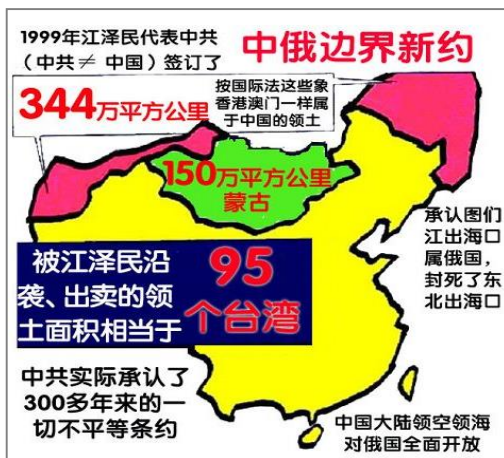 1999年江泽民代表中共
（中共≠ 中国）签订了
中俄边界新约
344万平方公里
按国际法这些象
香港澳门一样属
于中国的领土
150万平方公里
蒙古
承认图们
江出海口
属俄国，
封死了东
北出海口
被江泽民沿
袭、出卖的领
土面积相当于
95
个台湾
中共实际承认了
300多年来的一
切不平等条约
中国大陆领空领海
对俄国全面开放